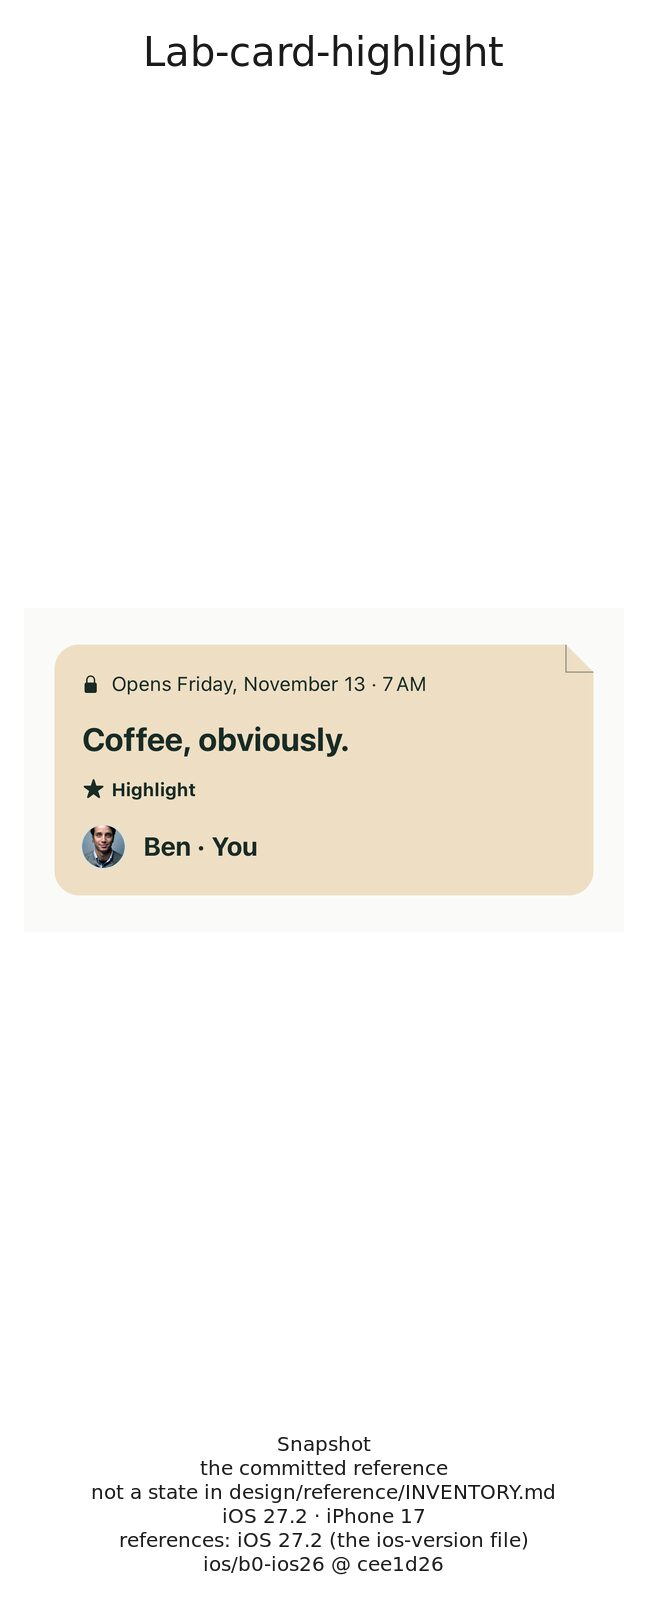 Lab-card-highlight
Opens Friday, November 13 · 7 AM
Coffee, obviously.
Highlight
Ben · You
Snapshot
the committed reference
not a state in design/reference/INVENTORY.md
iOS 27.2 · iPhone 17
references: iOS 27.2 (the ios-version file)
ios/b0-ios26 @ cee1d26